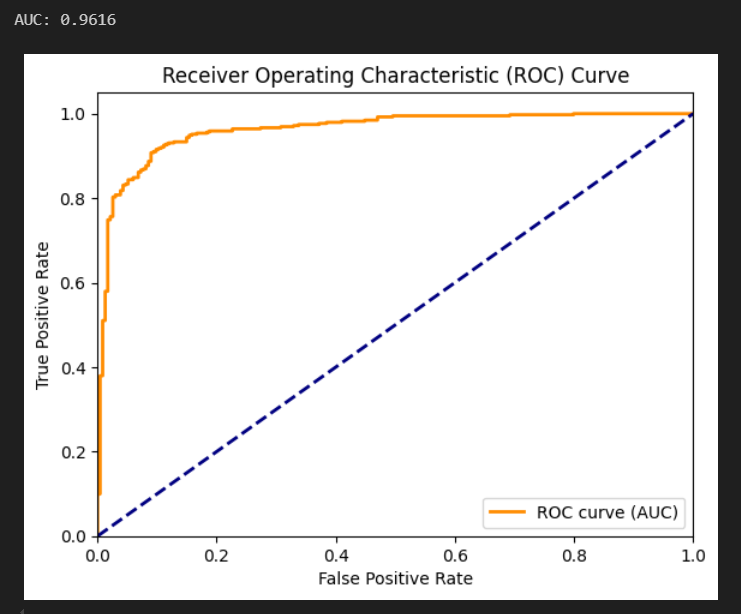 AUC: 0.9616
Receiver Operating Characteristic (ROC) Curve
1.0
0.8
0.6
0.4
0.2
0.0
True Positive Rate
ROC curve (AUC)
0.0 0.2 0.4 0.6 0.8 1.0
False Positive Rate